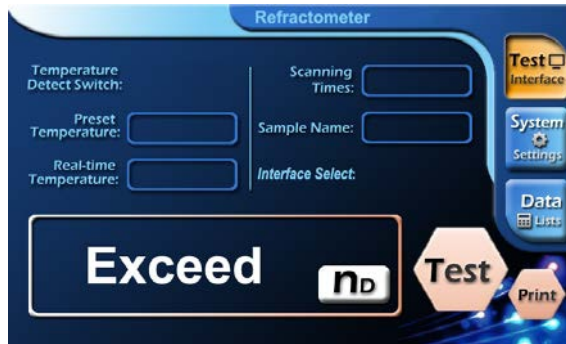 Refractometer
Temperature
Detect Switch:
Preset
Temperature:
Real-time
Temperature:
Scanning
Times:
Sample Name:
Interface Select:
Exceed
nD
Test
Print
Test
Interface
System
Settings
Data
Lists